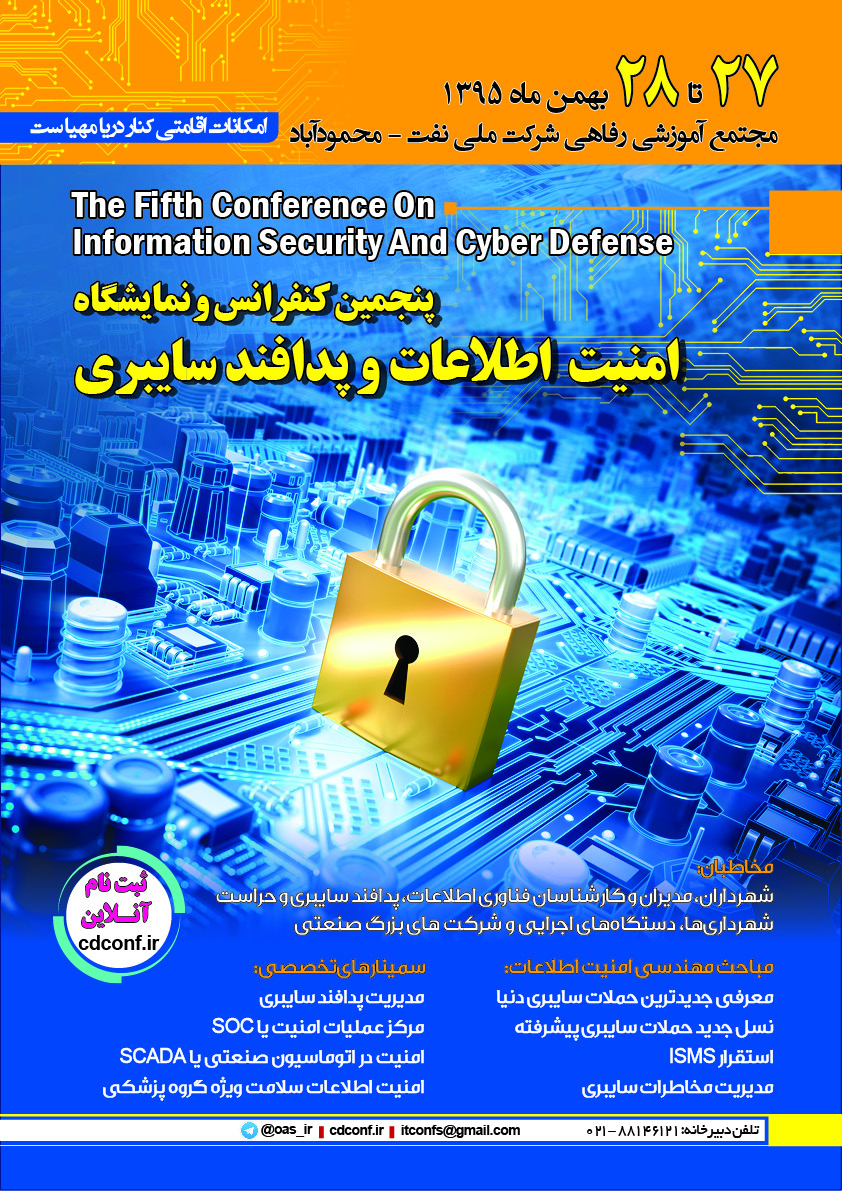 ۲۷ تا ۲۸ بهمن ماه ۱۳۹۵
مجتمع آموزشی رفاهی شرکت ملی نفت - محمودآباد
امکانات اقامتی کنار دریا مهیاست
The Fifth Conference On
Information Security And Cyber Defense
پنجمین کنفرانس و نمایشگاه
امنیت اطلاعات و پدافند سایبری
مخاطبان:
شهرداران، مدیران و کارشناسان فناوری اطلاعات، پدافند سایبری و حراست
شهرداری‌ها، دستگاه‌های اجرایی و شرکت های بزرگ صنعتی
ثبت نام
آنلاین
cdconf.ir
مباحث مهندسی امنیت اطلاعات:
معرفی جدیدترین حملات سایبری دنیا
نسل جدید حملات سایبری پیشرفته
استقرار ISMS
مدیریت مخاطرات سایبری
سمینارهای تخصصی:
مدیریت پدافند سایبری
مرکز عملیات امنیت یا SOC
امنیت در اتوماسیون صنعتی یا SCADA
امنیت اطلاعات سلامت ویژه گروه پزشکی
تلفن دبیرخانه: ۸۸۱۴۶۱۲۱-۰۲۱
itconfs@gmail.com | cdconf.ir | @oas_ir